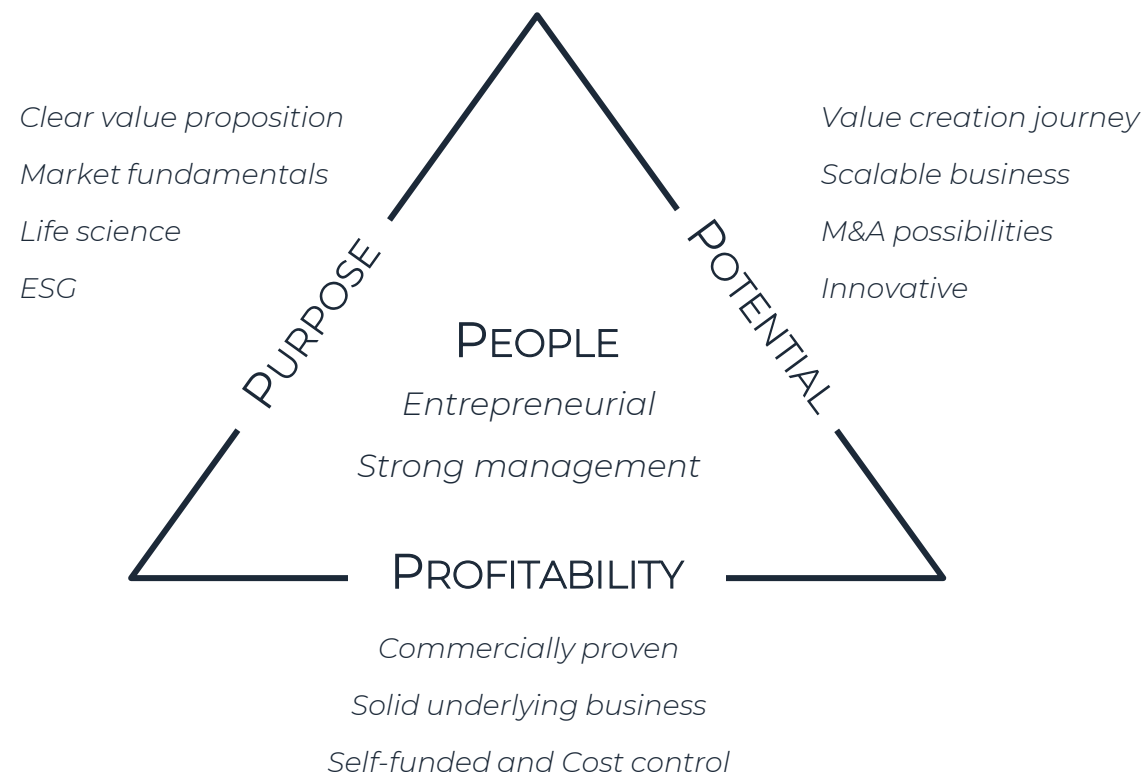 Clear value proposition
Market fundamentals
Life science
ESG
PURPOSE
Value creation journey
Scalable business
M&A possibilities
Innovative
POTENTIAL
PEOPLE
Entrepreneurial
Strong management
PROFITABILITY
Commercially proven
Solid underlying business
Self-funded and Cost control